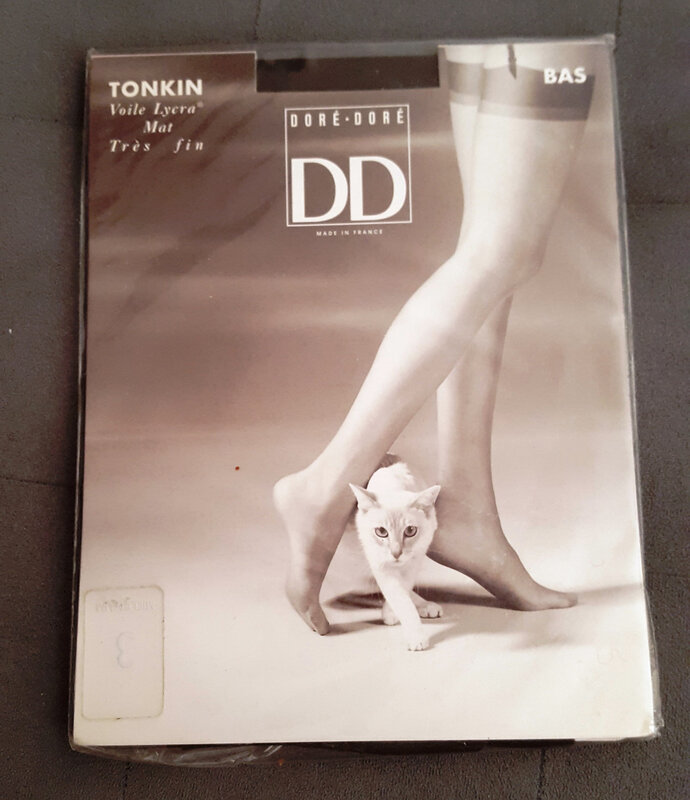 TONKIN
Voile Lycra®
Mat
Très fin
BAS
DORÉ·DORÉ
DD
MADE IN FRANCE
3